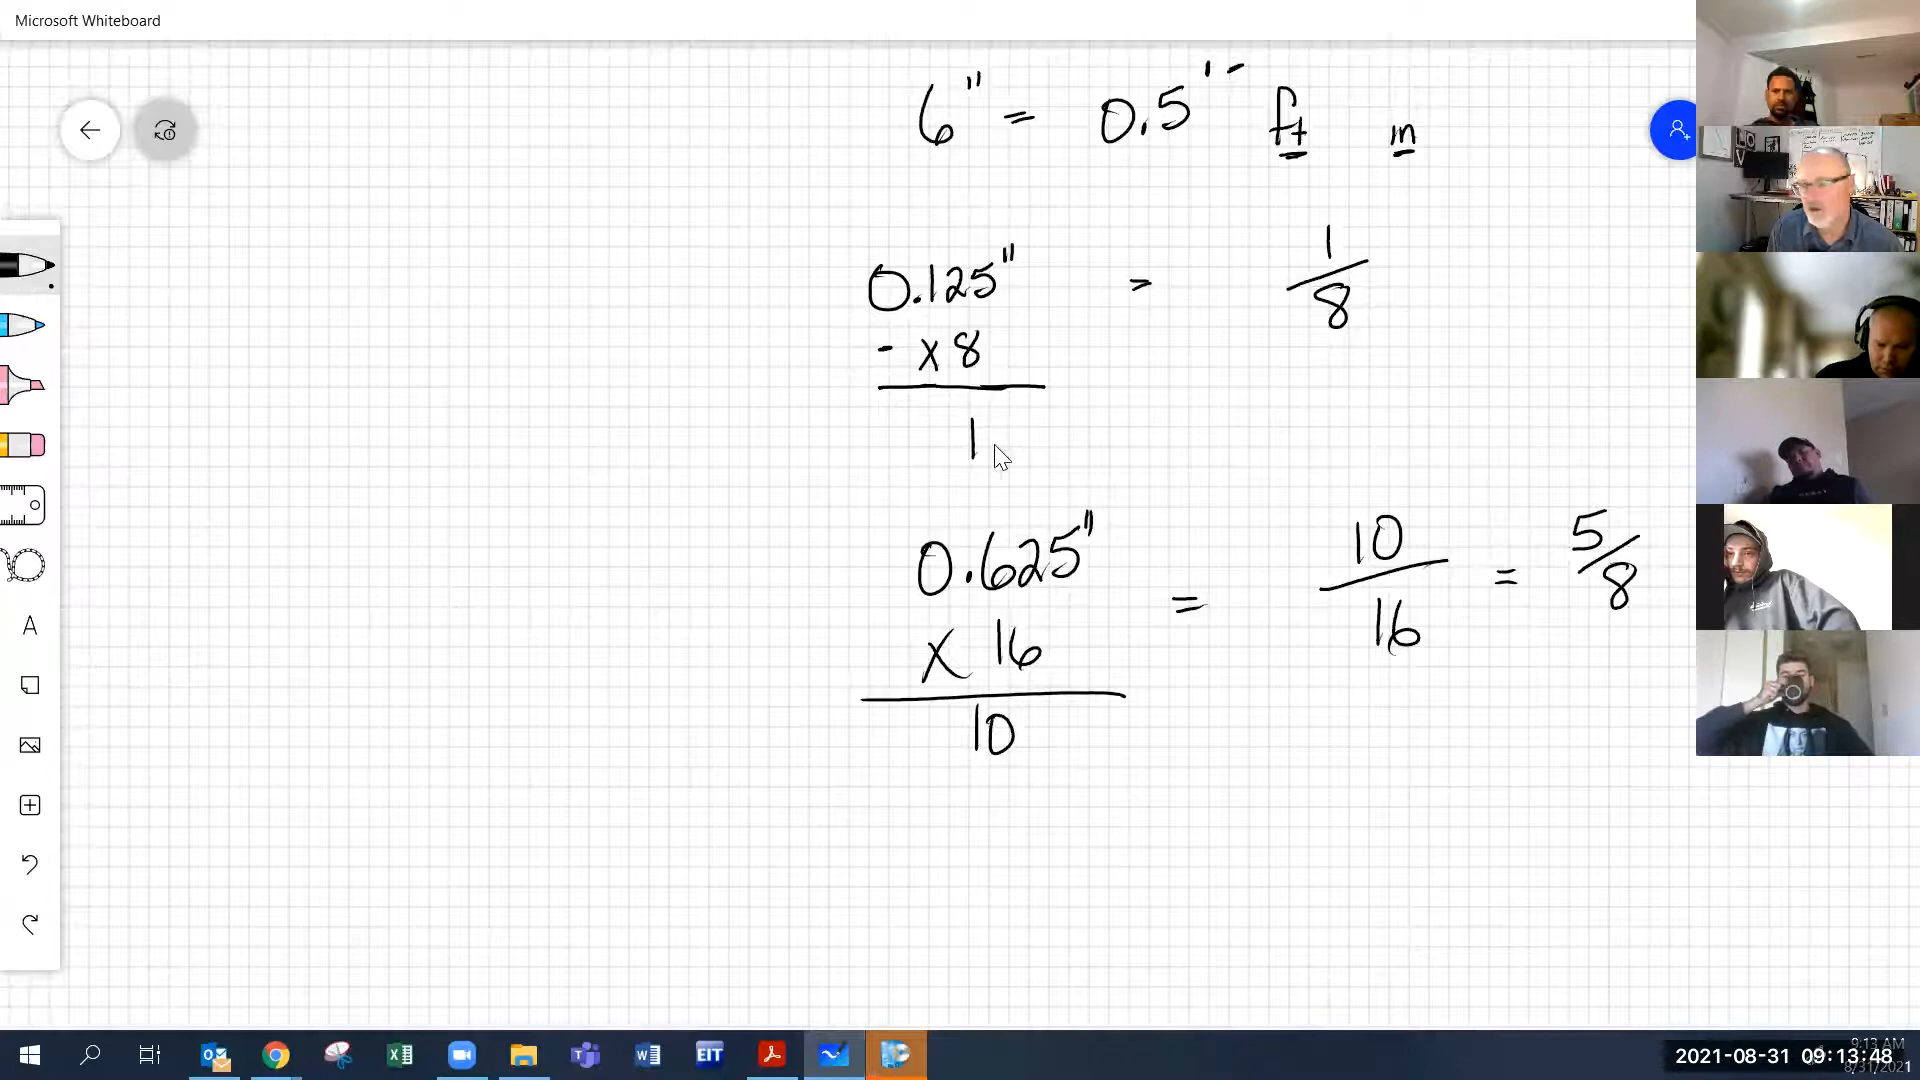 Microsoft Whiteboard
6" = 0.5' ft in
0.125" = 1/8
- x 8
1
0.625" = 10/16 = 5/8
x 16
10
A
EIT
9:13 AM
2021-08-31 09:13:48
8/31/2021